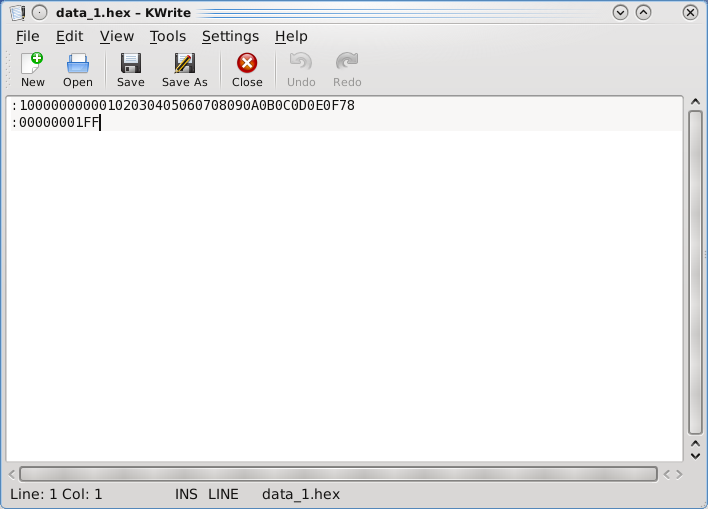 data_1.hex – KWrite
File Edit View Tools Settings Help
New Open Save Save As Close Undo Redo
:10000000000102030405060708090A0B0C0D0E0F78
:00000001FF
Line: 1 Col: 1 INS LINE data_1.hex